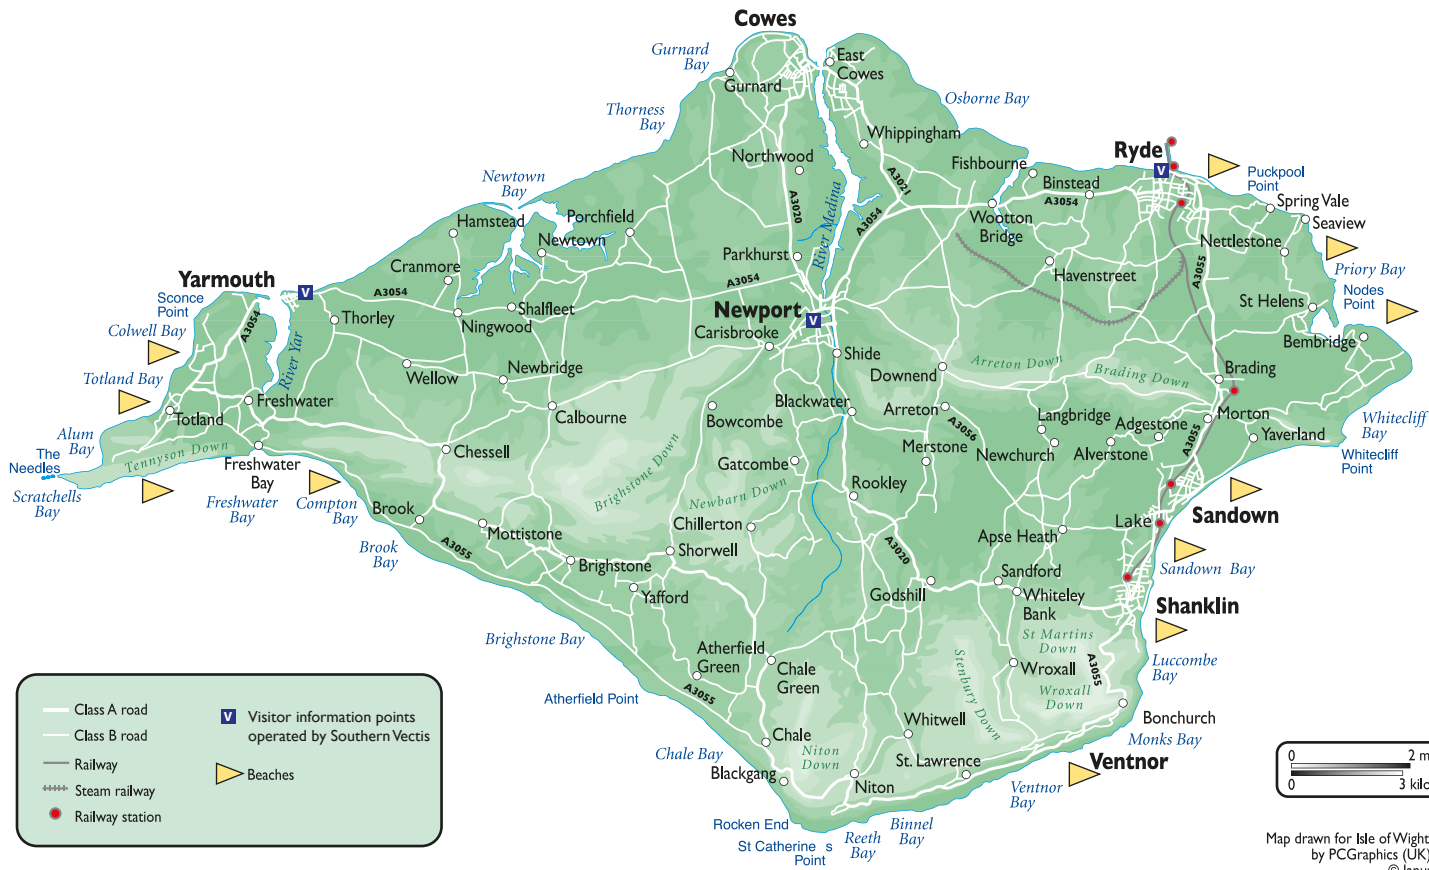 Cowes
Gurnard
Bay
East
Cowes
Gurnard
Osborne Bay
Thorness
Bay
Whippingham
Ryde
Northwood
Fishbourne
Puckpool
Point
Newtown
Bay
Binstead
A3021
A3020
River Medina
A3054
A3054
Spring Vale
Hamstead
Porchfield
Wootton
Bridge
Seaview
Newtown
Nettlestone
Parkhurst
Cranmore
Havenstreet
A3055
Priory Bay
Yarmouth
A3054
A3054
Nodes
Point
Sconce
Point
St Helens
Shalfleet
Newport
Thorley
Ningwood
Colwell Bay
A3054
Carisbrooke
Bembridge
River Yar
Shide
Arreton Down
Brading Down
Brading
Wellow
Newbridge
Downend
Totland Bay
Freshwater
Blackwater
Arreton
Calbourne
Bowcombe
Langbridge
Adgestone
Morton
Whitecliff
Bay
Totland
A3056
A3055
Yaverland
Alum
Bay
Tennyson Down
Merstone
Newchurch
Alverstone
The
Needles
Chessell
Whitecliff
Point
Freshwater
Bay
Brighstone Down
Gatcombe
Newbarn Down
Rookley
Scratchells
Bay
Freshwater
Bay
Compton
Bay
Brook
Sandown
Mottistone
Chillerton
Lake
Apse Heath
Brook
Bay
A3055
Shorwell
A3020
Brighstone
Sandford
Sandown Bay
Yafford
Godshill
Whiteley
Bank
Shanklin
Brighstone Bay
St Martins
Down
Atherfield
Green
Chale
Green
Stenbury Down
Wroxall
A3055
Luccombe
Bay
Atherfield Point
A3055
Wroxall
Down
Bonchurch
Whitwell
Chale
Monks Bay
Chale Bay
Niton
Down
Blackgang
St. Lawrence
Ventnor
Niton
Ventnor
Bay
Rocken End
Binnel
Bay
Reeth
Bay
St Catherine s
Point
V
V
V
Class A road
Class B road
Railway
Steam railway
Railway station
V Visitor information points
operated by Southern Vectis
Beaches
0 2 m
0 3 kilo
Map drawn for Isle of Wight
by PCGraphics (UK)